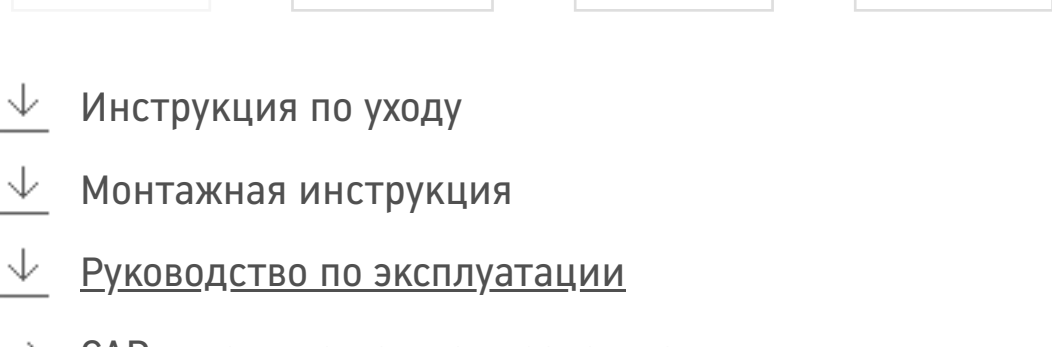 Инструкция по уходу
Монтажная инструкция
Руководство по эксплуатации